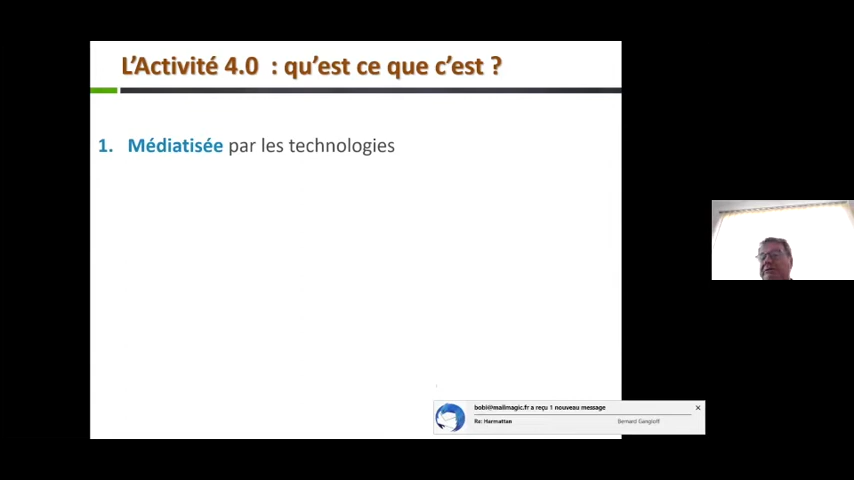 L'Activité 4.0 : qu'est ce que c'est ?
1. Médiatisée par les technologies
bobi@mailmagic.fr a reçu 1 nouveau message
Re: Harmattan Bernard Gangloff